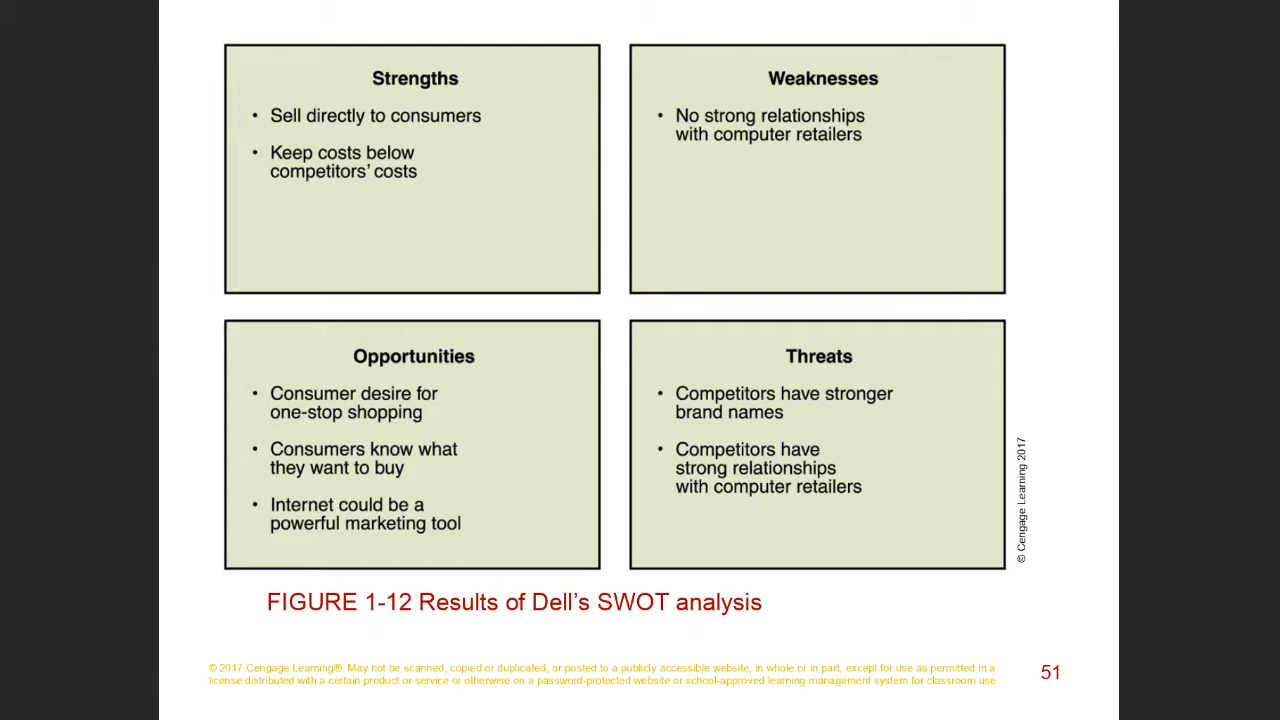 Strengths
• Sell directly to consumers
• Keep costs below
competitors' costs
Weaknesses
• No strong relationships
with computer retailers
Opportunities
• Consumer desire for
one-stop shopping
• Consumers know what
they want to buy
• Internet could be a
powerful marketing tool
Threats
• Competitors have stronger
brand names
• Competitors have
strong relationships
with computer retailers
© Cengage Learning 2017
FIGURE 1-12 Results of Dell's SWOT analysis
© 2017 Cengage Learning®. May not be scanned, copied or duplicated, or posted to a publicly accessible website, in whole or in part, except for use as permitted in a
license distributed with a certain product or service or otherwise on a password-protected website or school-approved learning management system for classroom use
51